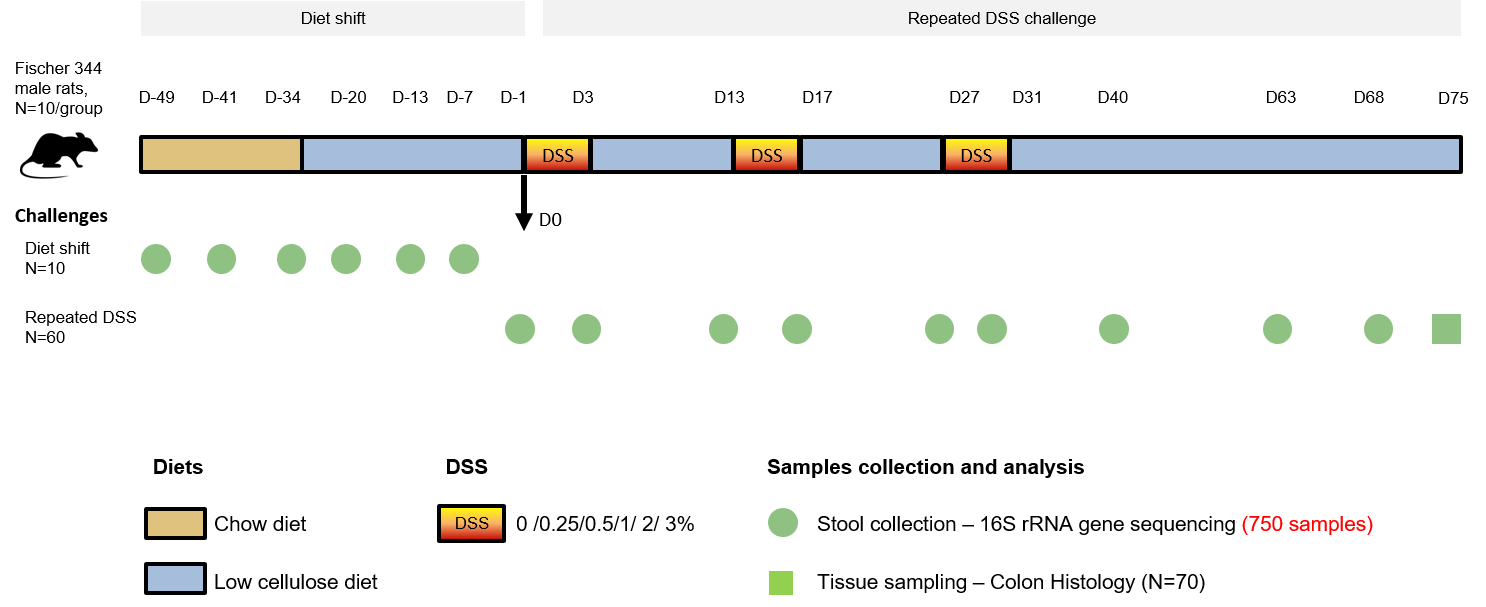 Diet shift
Repeated DSS challenge
Fischer 344
male rats,
N=10/group
D-49 D-41 D-34 D-20 D-13 D-7 D-1 D3 D13 D17 D27 D31 D40 D63 D68 D75
DSS DSS DSS
D0
Challenges
Diet shift
N=10
Repeated DSS
N=60
Diets
DSS
Samples collection and analysis
Chow diet
DSS 0 /0.25/0.5/1/ 2/ 3%
Stool collection – 16S rRNA gene sequencing (750 samples)
Low cellulose diet
Tissue sampling – Colon Histology (N=70)